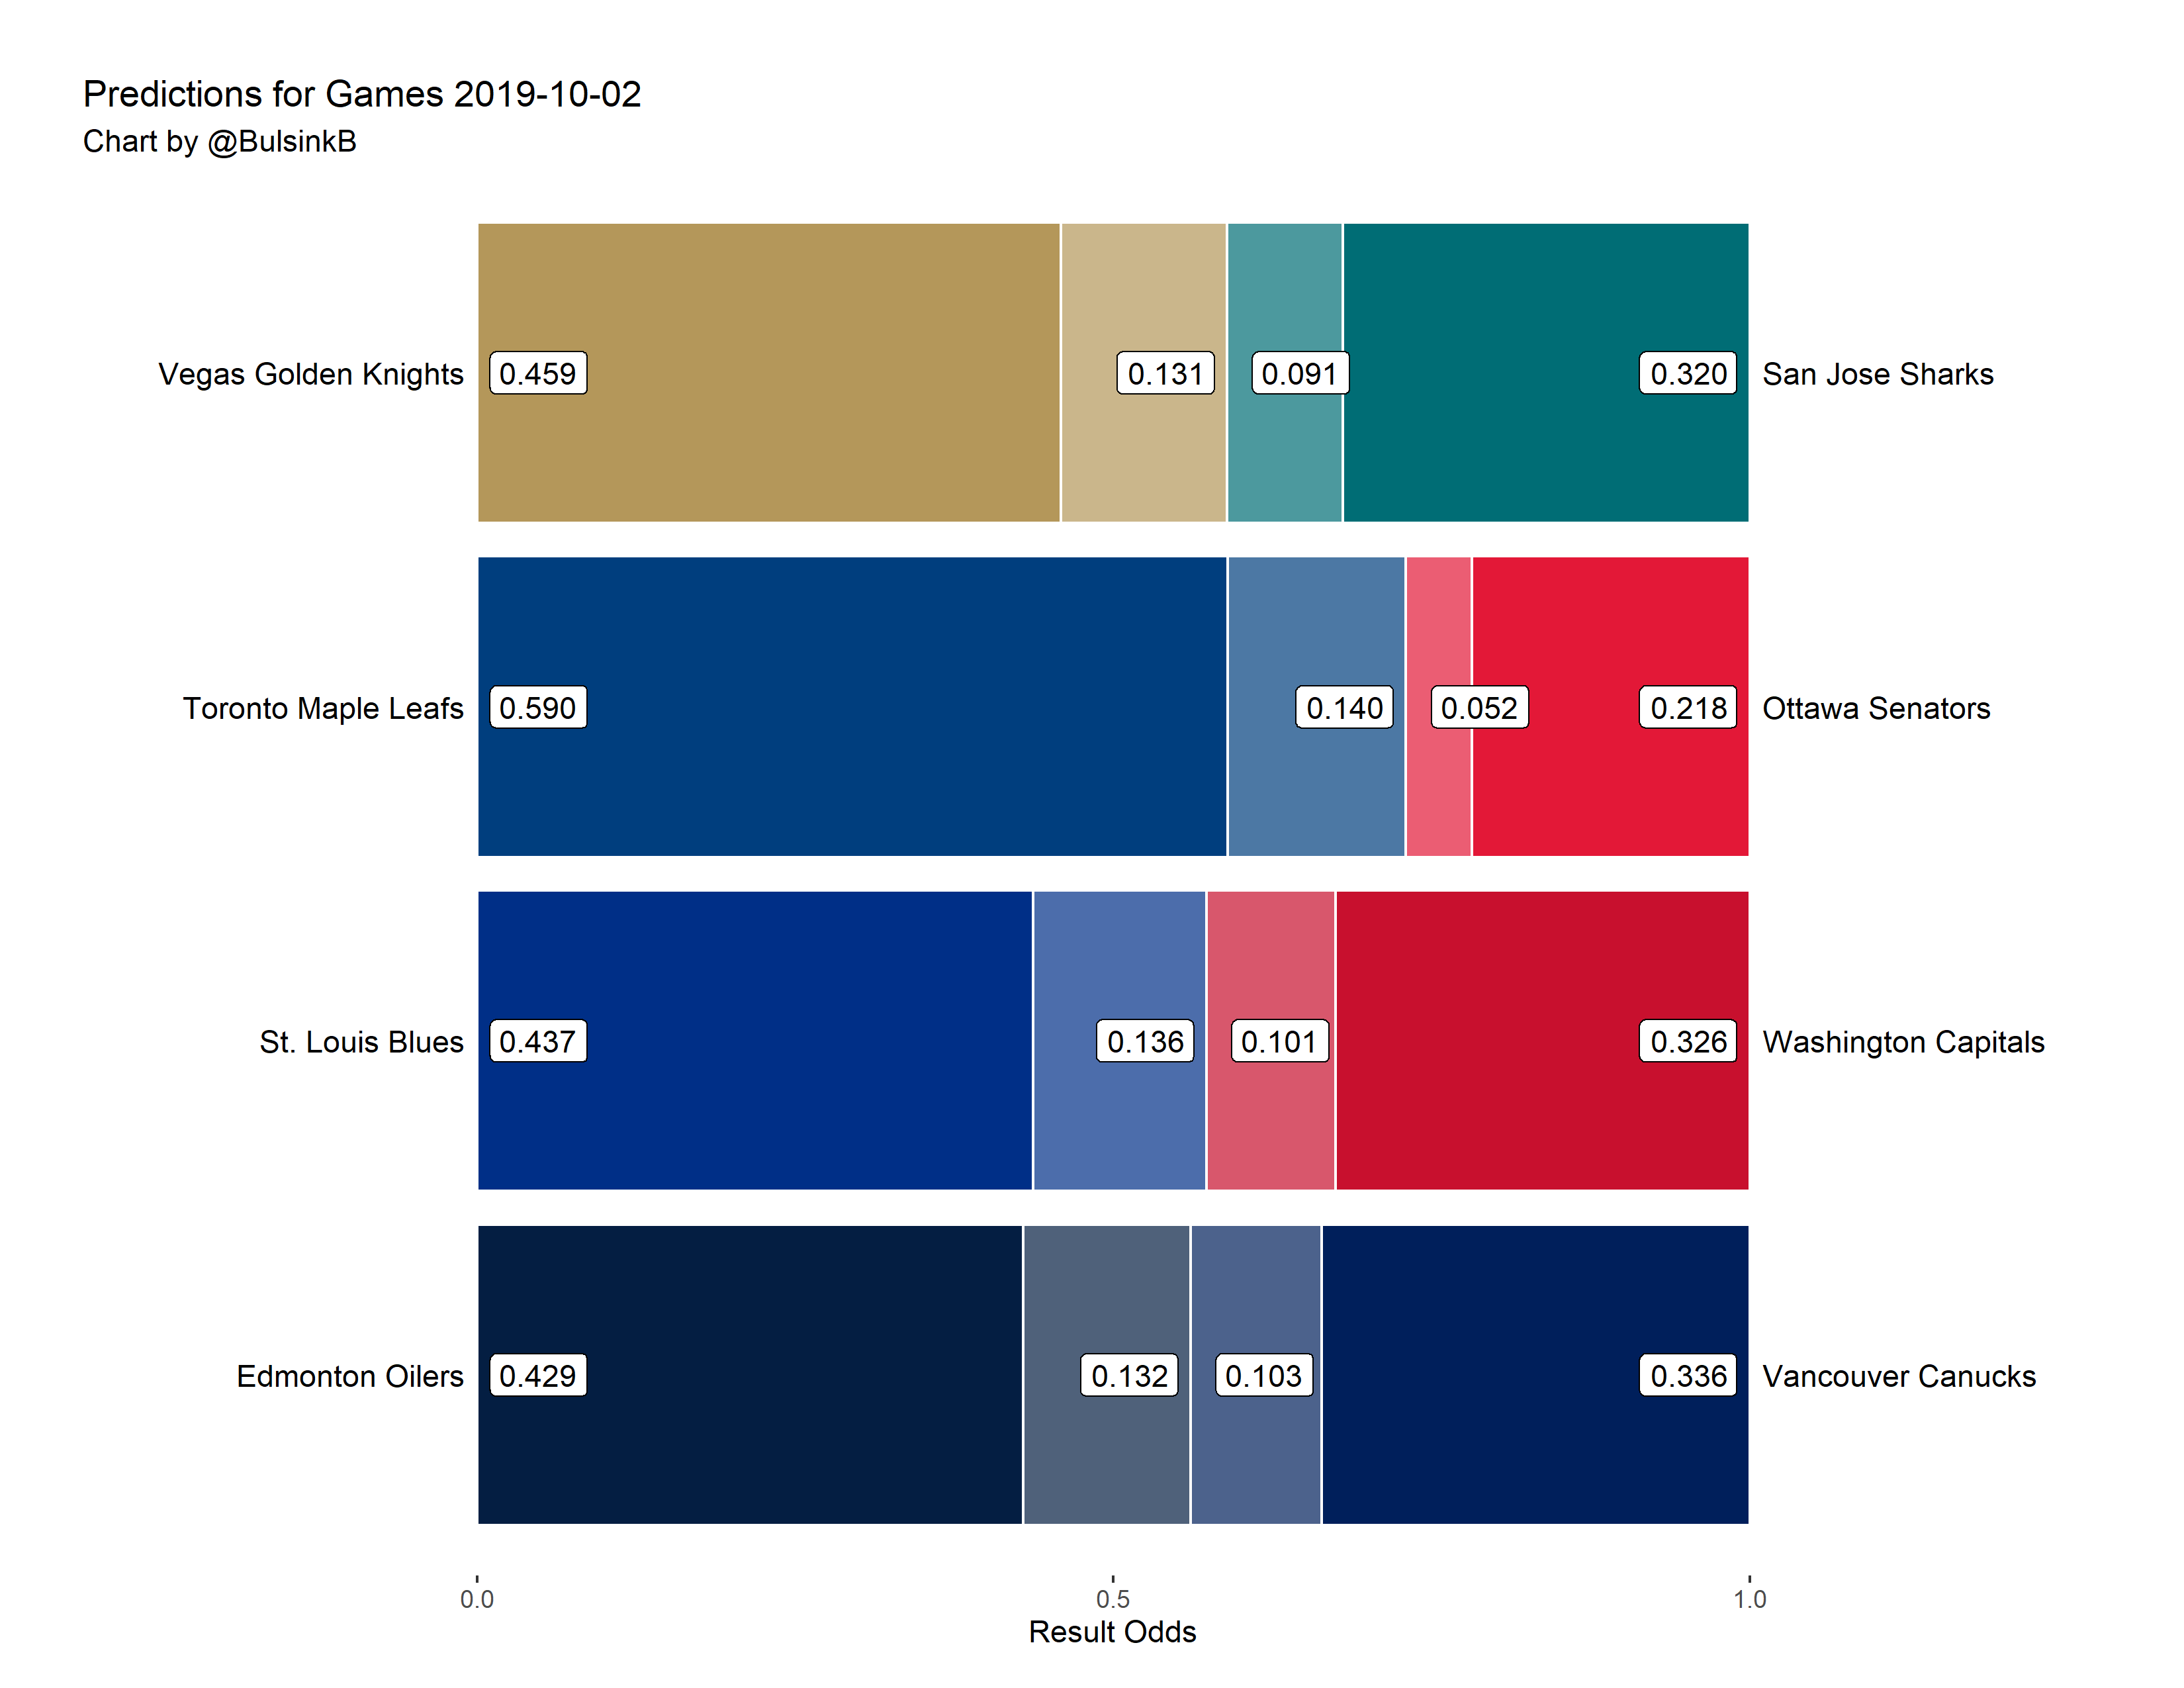 Predictions for Games 2019-10-02
Chart by @BulsinkB
Vegas Golden Knights 0.459 0.131 0.091 0.320 San Jose Sharks
Toronto Maple Leafs 0.590 0.140 0.052 0.218 Ottawa Senators
St. Louis Blues 0.437 0.136 0.101 0.326 Washington Capitals
Edmonton Oilers 0.429 0.132 0.103 0.336 Vancouver Canucks
0.0 0.5 1.0
Result Odds